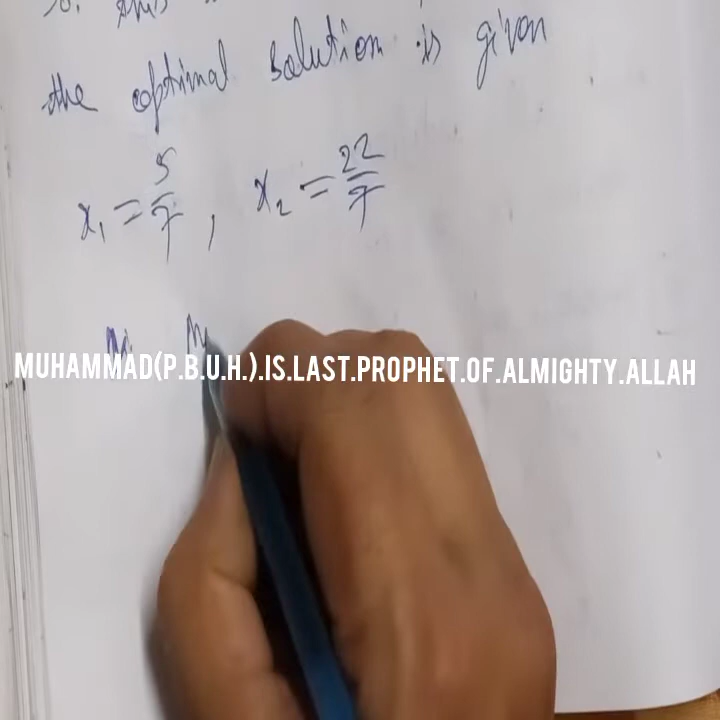 the optimal solution is given
x₁ = 5/7, x₂ = 22/7
MUHAMMAD(P.B.U.H.).IS.LAST.PROPHET.OF.ALMIGHTY.ALLAH